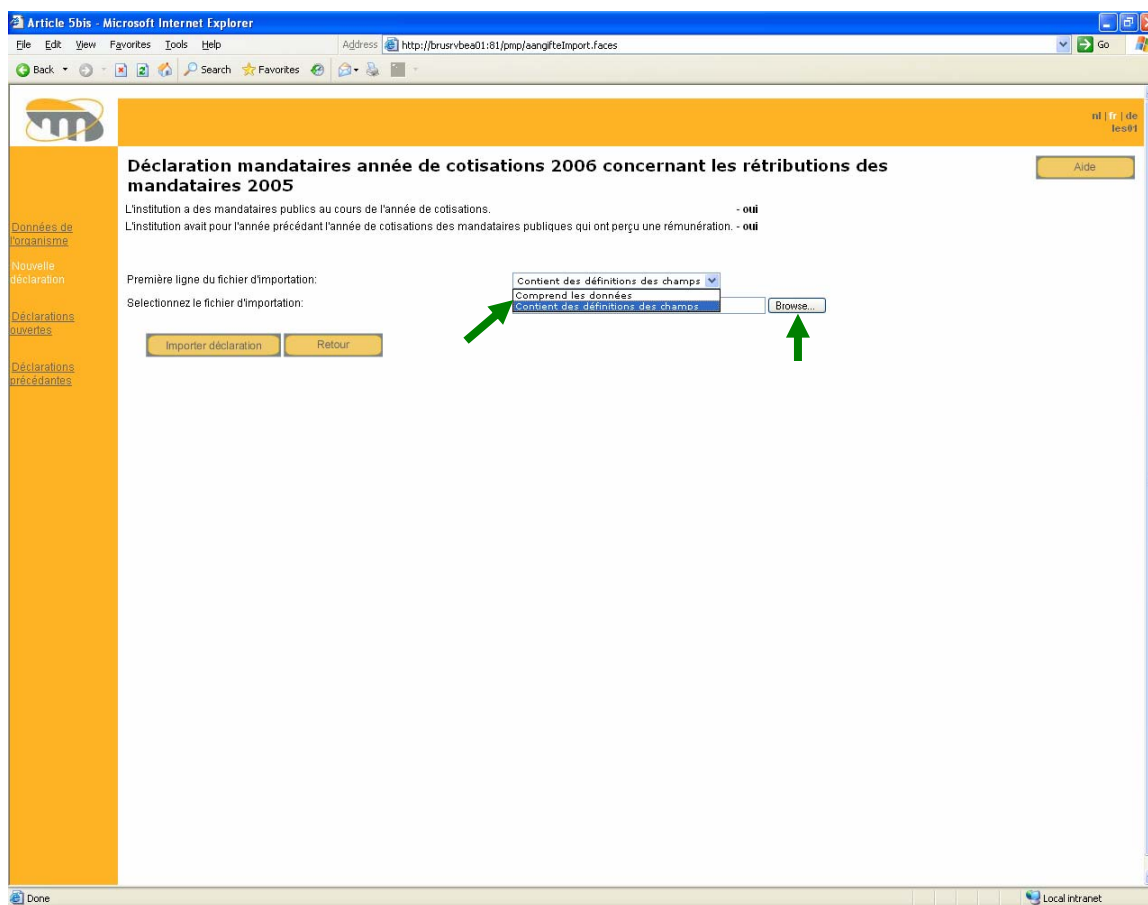 Article 5bis - Microsoft Internet Explorer
File Edit View Favorites Tools Help Address http://brusrvbea01:81/pmp/aangifteImport.faces Go
Back Search Favorites
nl | fr | de
les01
Déclaration mandataires année de cotisations 2006 concernant les rétributions des
mandataires 2005
Aide
L'institution a des mandataires publics au cours de l'année de cotisations. - oui
L'institution avait pour l'année précédant l'année de cotisations des mandataires publiques qui ont perçu une rémunération. - oui
Données de
l'organisme
Nouvelle
déclaration
Déclarations
ouvertes
Déclarations
précédantes
Première ligne du fichier d'importation: Contient des définitions des champs
Comprend les données
Contient des définitions des champs
Selectionnez le fichier d'importation: Browse...
Importer déclaration Retour
Done Local intranet